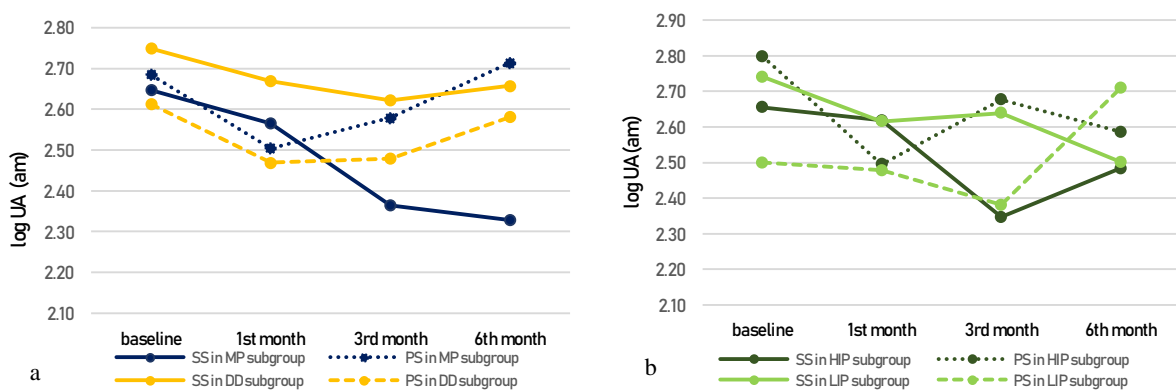 2.80
2.70
2.60
2.50
2.40
2.30
2.20
2.10
log UA (am)
baseline 1st month 3rd month 6th month
SS in MP subgroup PS in MP subgroup
SS in DD subgroup PS in DD subgroup
a
2.90
2.80
2.70
2.60
2.50
2.40
2.30
2.20
2.10
log UA(am)
baseline 1st month 3rd month 6th month
SS in HIP subgroup PS in HIP subgroup
SS in LIP subgroup PS in LIP subgroup
b